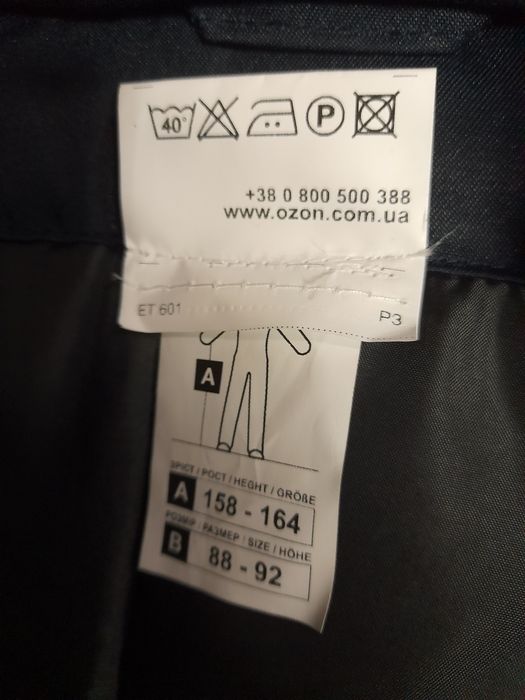 40°
P
+38 0 800 500 388
www.ozon.com.ua
ET 601
P3
A
ЗРІСТ / РОСТ / HEGHT / GRÖßE
A 158 - 164
РОЗМІР / РАЗМЕР / SIZE / HÖHE
B 88 - 92